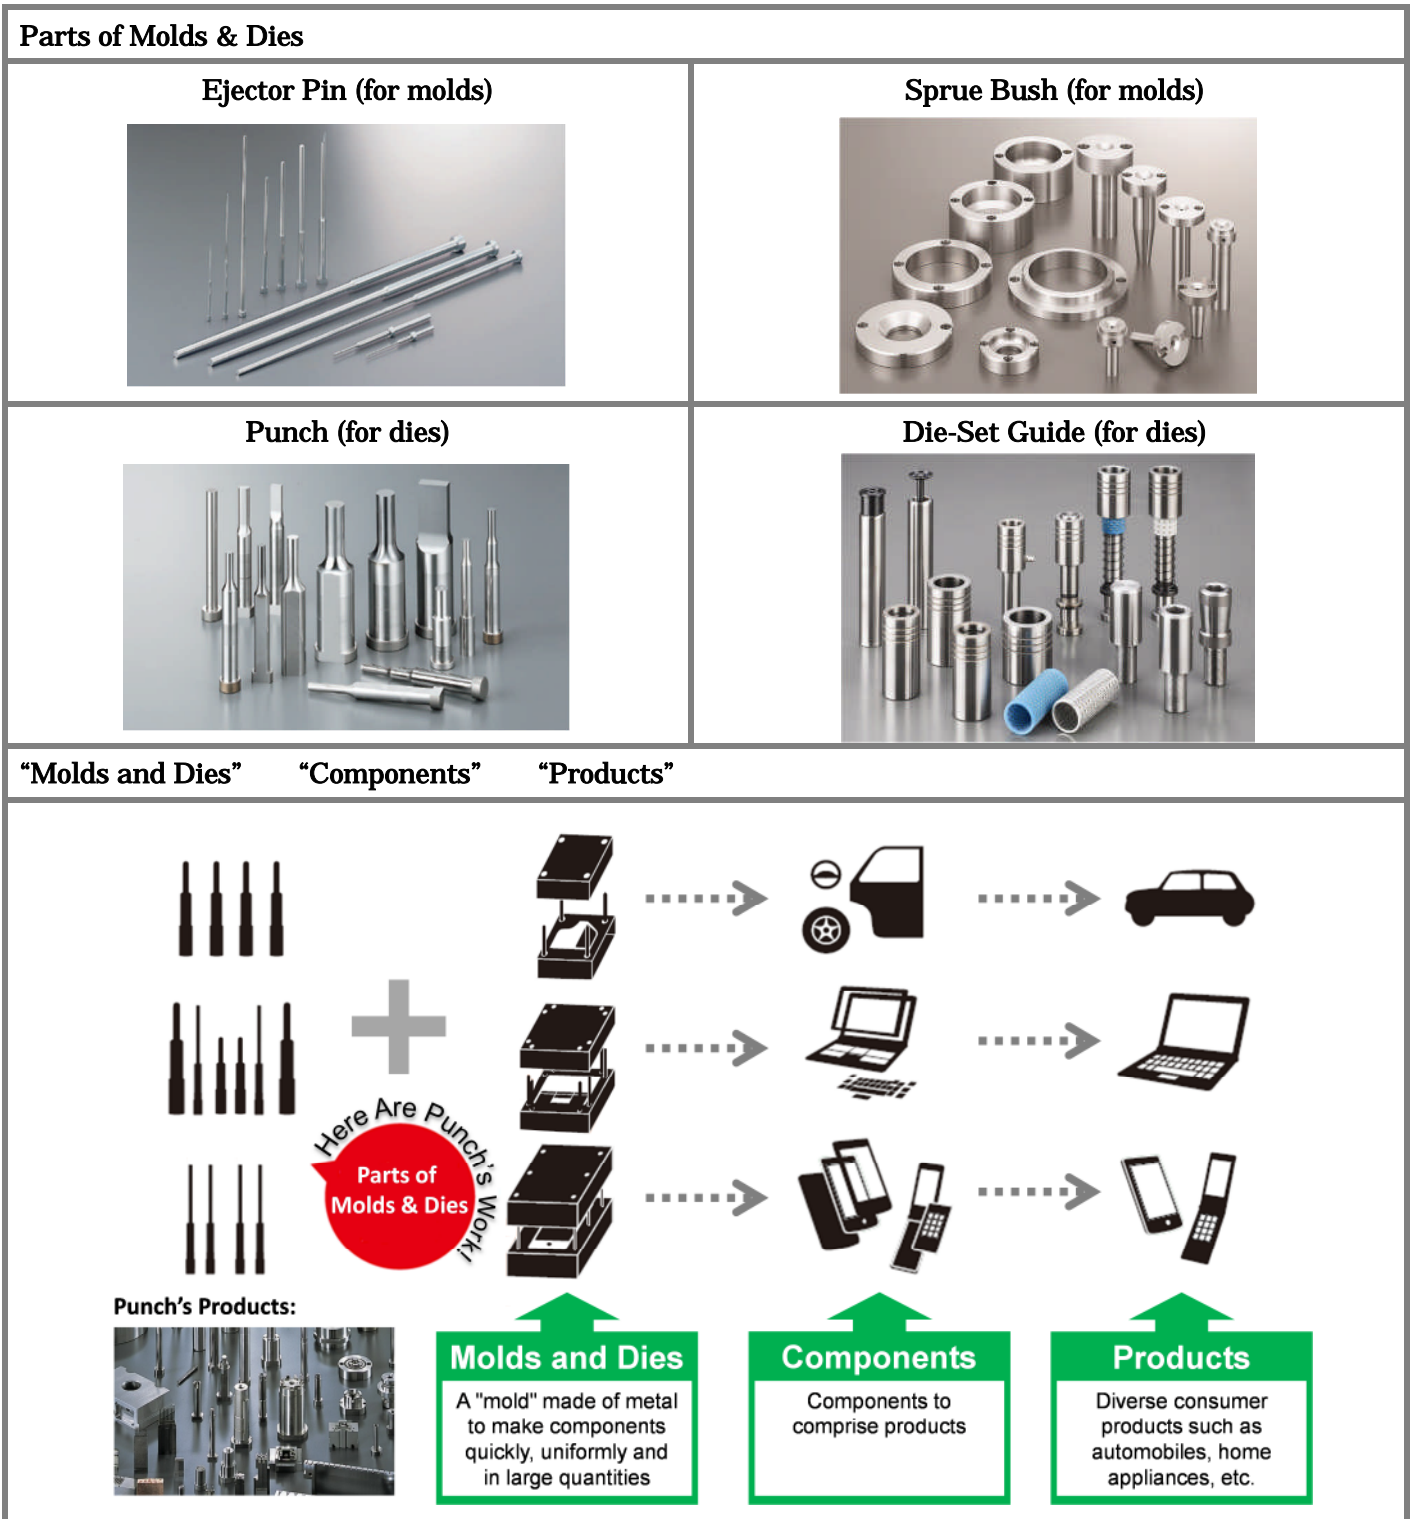 Parts of Molds & Dies
Ejector Pin (for molds)
Sprue Bush (for molds)
Punch (for dies)
Die-Set Guide (for dies)
“Molds and Dies” “Components” “Products”
Here Are Punch's Work!
Parts of
Molds & Dies
Punch's Products:
Molds and Dies
A "mold" made of metal
to make components
quickly, uniformly and
in large quantities
Components
Components to
comprise products
Products
Diverse consumer
products such as
automobiles, home
appliances, etc.